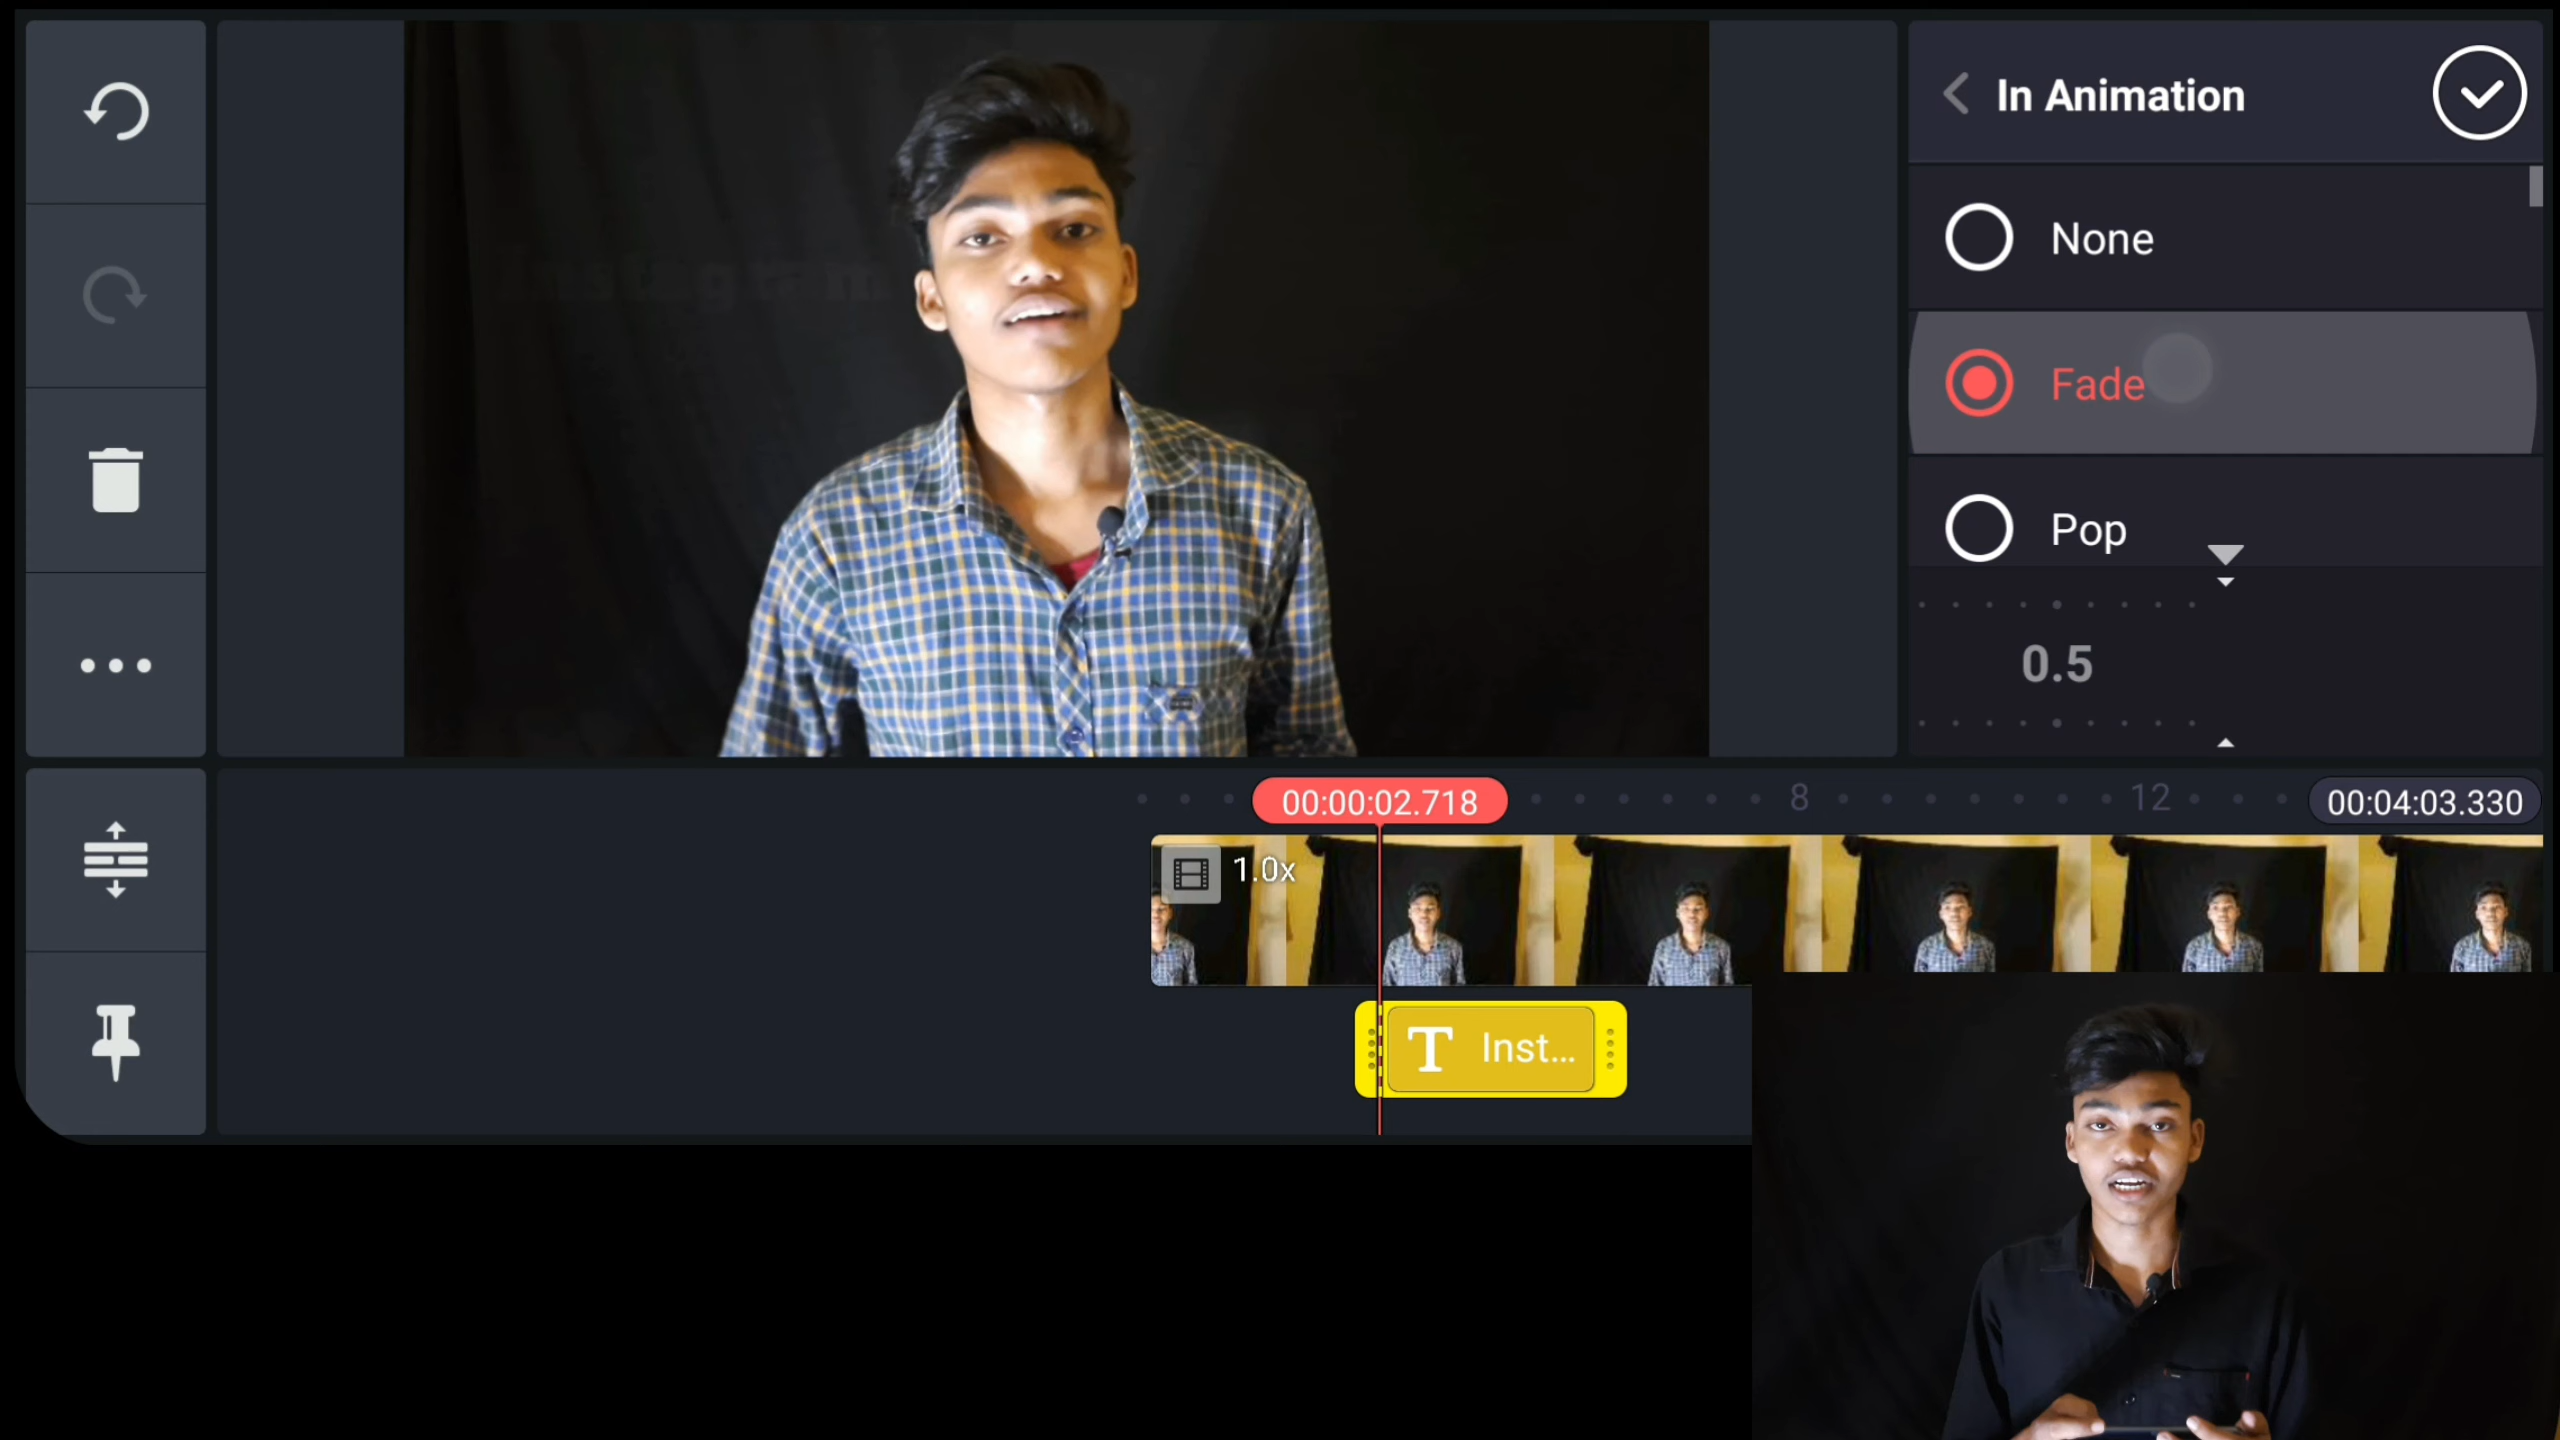 In Animation
None
Instagram
Fade
Pop
0.5
00:00:02.718
8
12
00:04:03.330
1.0x
T Inst...